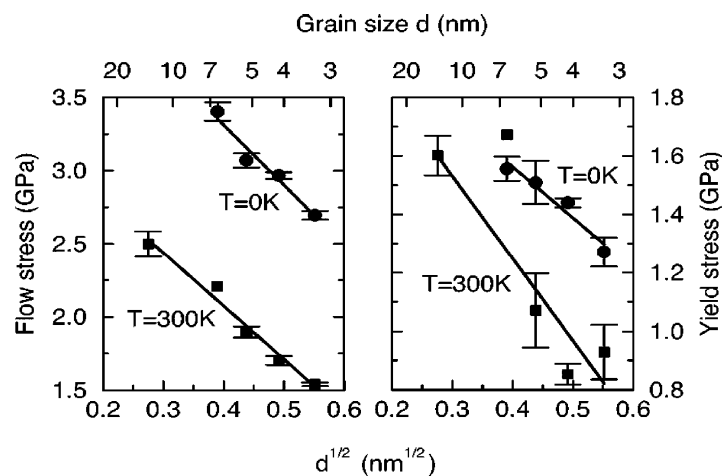 Grain size d (nm)
20 10 7 5 4 3 20 10 7 5 4 3
3.5 3.0 2.5 2.0 1.5
Flow stress (GPa)
T=0K
T=300K
0.2 0.3 0.4 0.5 0.6
T=0K
T=300K
1.8 1.6 1.4 1.2 1.0 0.8
Yield stress (GPa)
0.2 0.3 0.4 0.5 0.6
d^1/2 (nm^1/2)